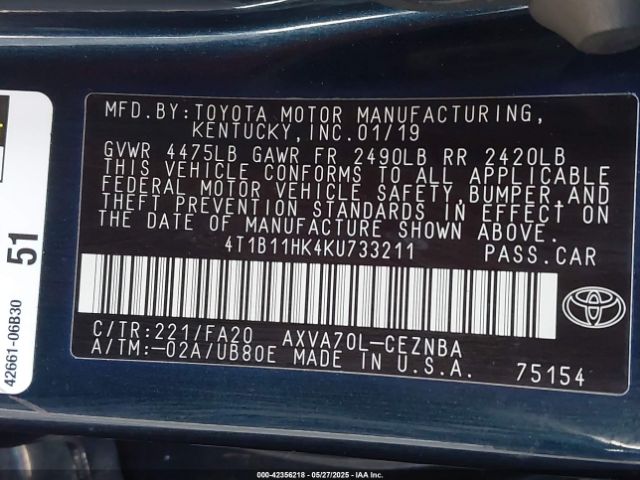 MFD.BY:TOYOTA MOTOR MANUFACTURING,
KENTUCKY,INC.01/19
GVWR 4475LB GAWR FR 2490LB RR 2420LB
THIS VEHICLE CONFORMS TO ALL APPLICABLE
FEDERAL MOTOR VEHICLE SAFETY,BUMPER,AND
THEFT PREVENTION STANDARDS IN EFFECT ON
THE DATE OF MANUFACTURE SHOWN ABOVE.
4T1B11HK4KU733211 PASS.CAR
C/TR:221/FA20 AXVA70L-CEZNBA
A/TM:-02A/UB80E MADE IN U.S.A. 75154
TOYOTA
51
42661-06B30
000-42356218 - 05/27/2025 - IAA Inc.